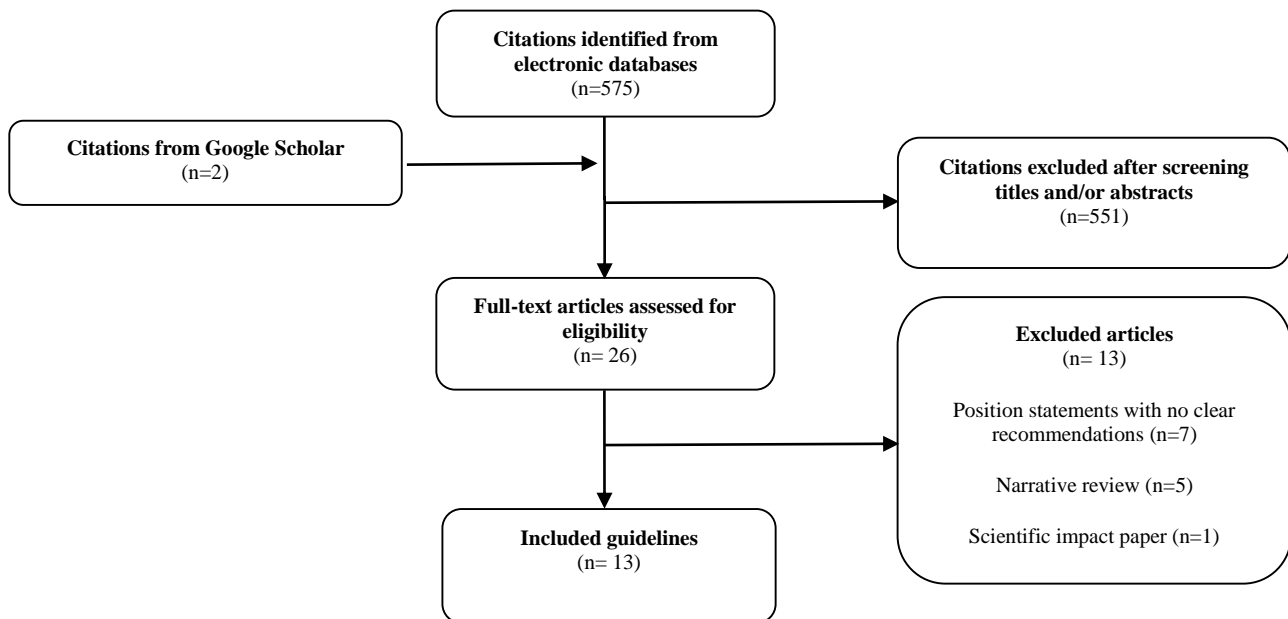 Citations identified from
electronic databases
(n=575)
Citations from Google Scholar
(n=2)
Citations excluded after screening
titles and/or abstracts
(n=551)
Full-text articles assessed for
eligibility
(n= 26)
Excluded articles
(n= 13)
Position statements with no clear
recommendations (n=7)
Narrative review (n=5)
Scientific impact paper (n=1)
Included guidelines
(n= 13)